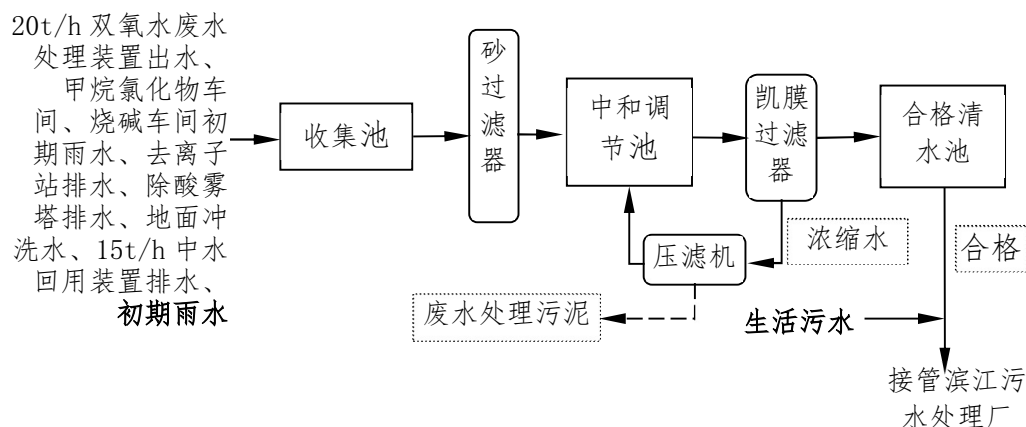 20t/h 双氧水废水
处理装置出水、
甲烷氯化物车
间、烧碱车间初
期雨水、去离子
站排水、除酸雾
塔排水、地面冲
洗水、15t/h 中水
回用装置排水、
初期雨水
收集池
砂
过
滤
器
中和调
节池
凯膜
过滤
器
合格清
水池
压滤机
浓缩水
合格
废水处理污泥
生活污水
接管滨江污
水处理厂